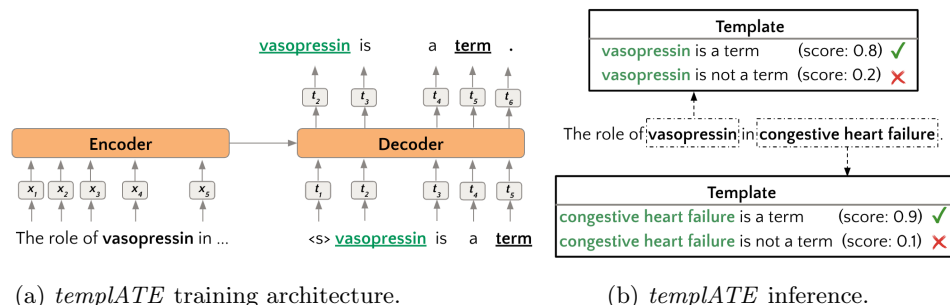 vasopressin is a term .
t2 t3 t4 t5 t6
Encoder
Decoder
x1 x2 x3 x4 x5
t1 t2 t3 t4 t5
The role of vasopressin in ...
<s> vasopressin is a term
(a) templATE training architecture.
Template
vasopressin is a term (score: 0.8) ✓
vasopressin is not a term (score: 0.2) ✗
The role of vasopressin in congestive heart failure.
Template
congestive heart failure is a term (score: 0.9) ✓
congestive heart failure is not a term (score: 0.1) ✗
(b) templATE inference.